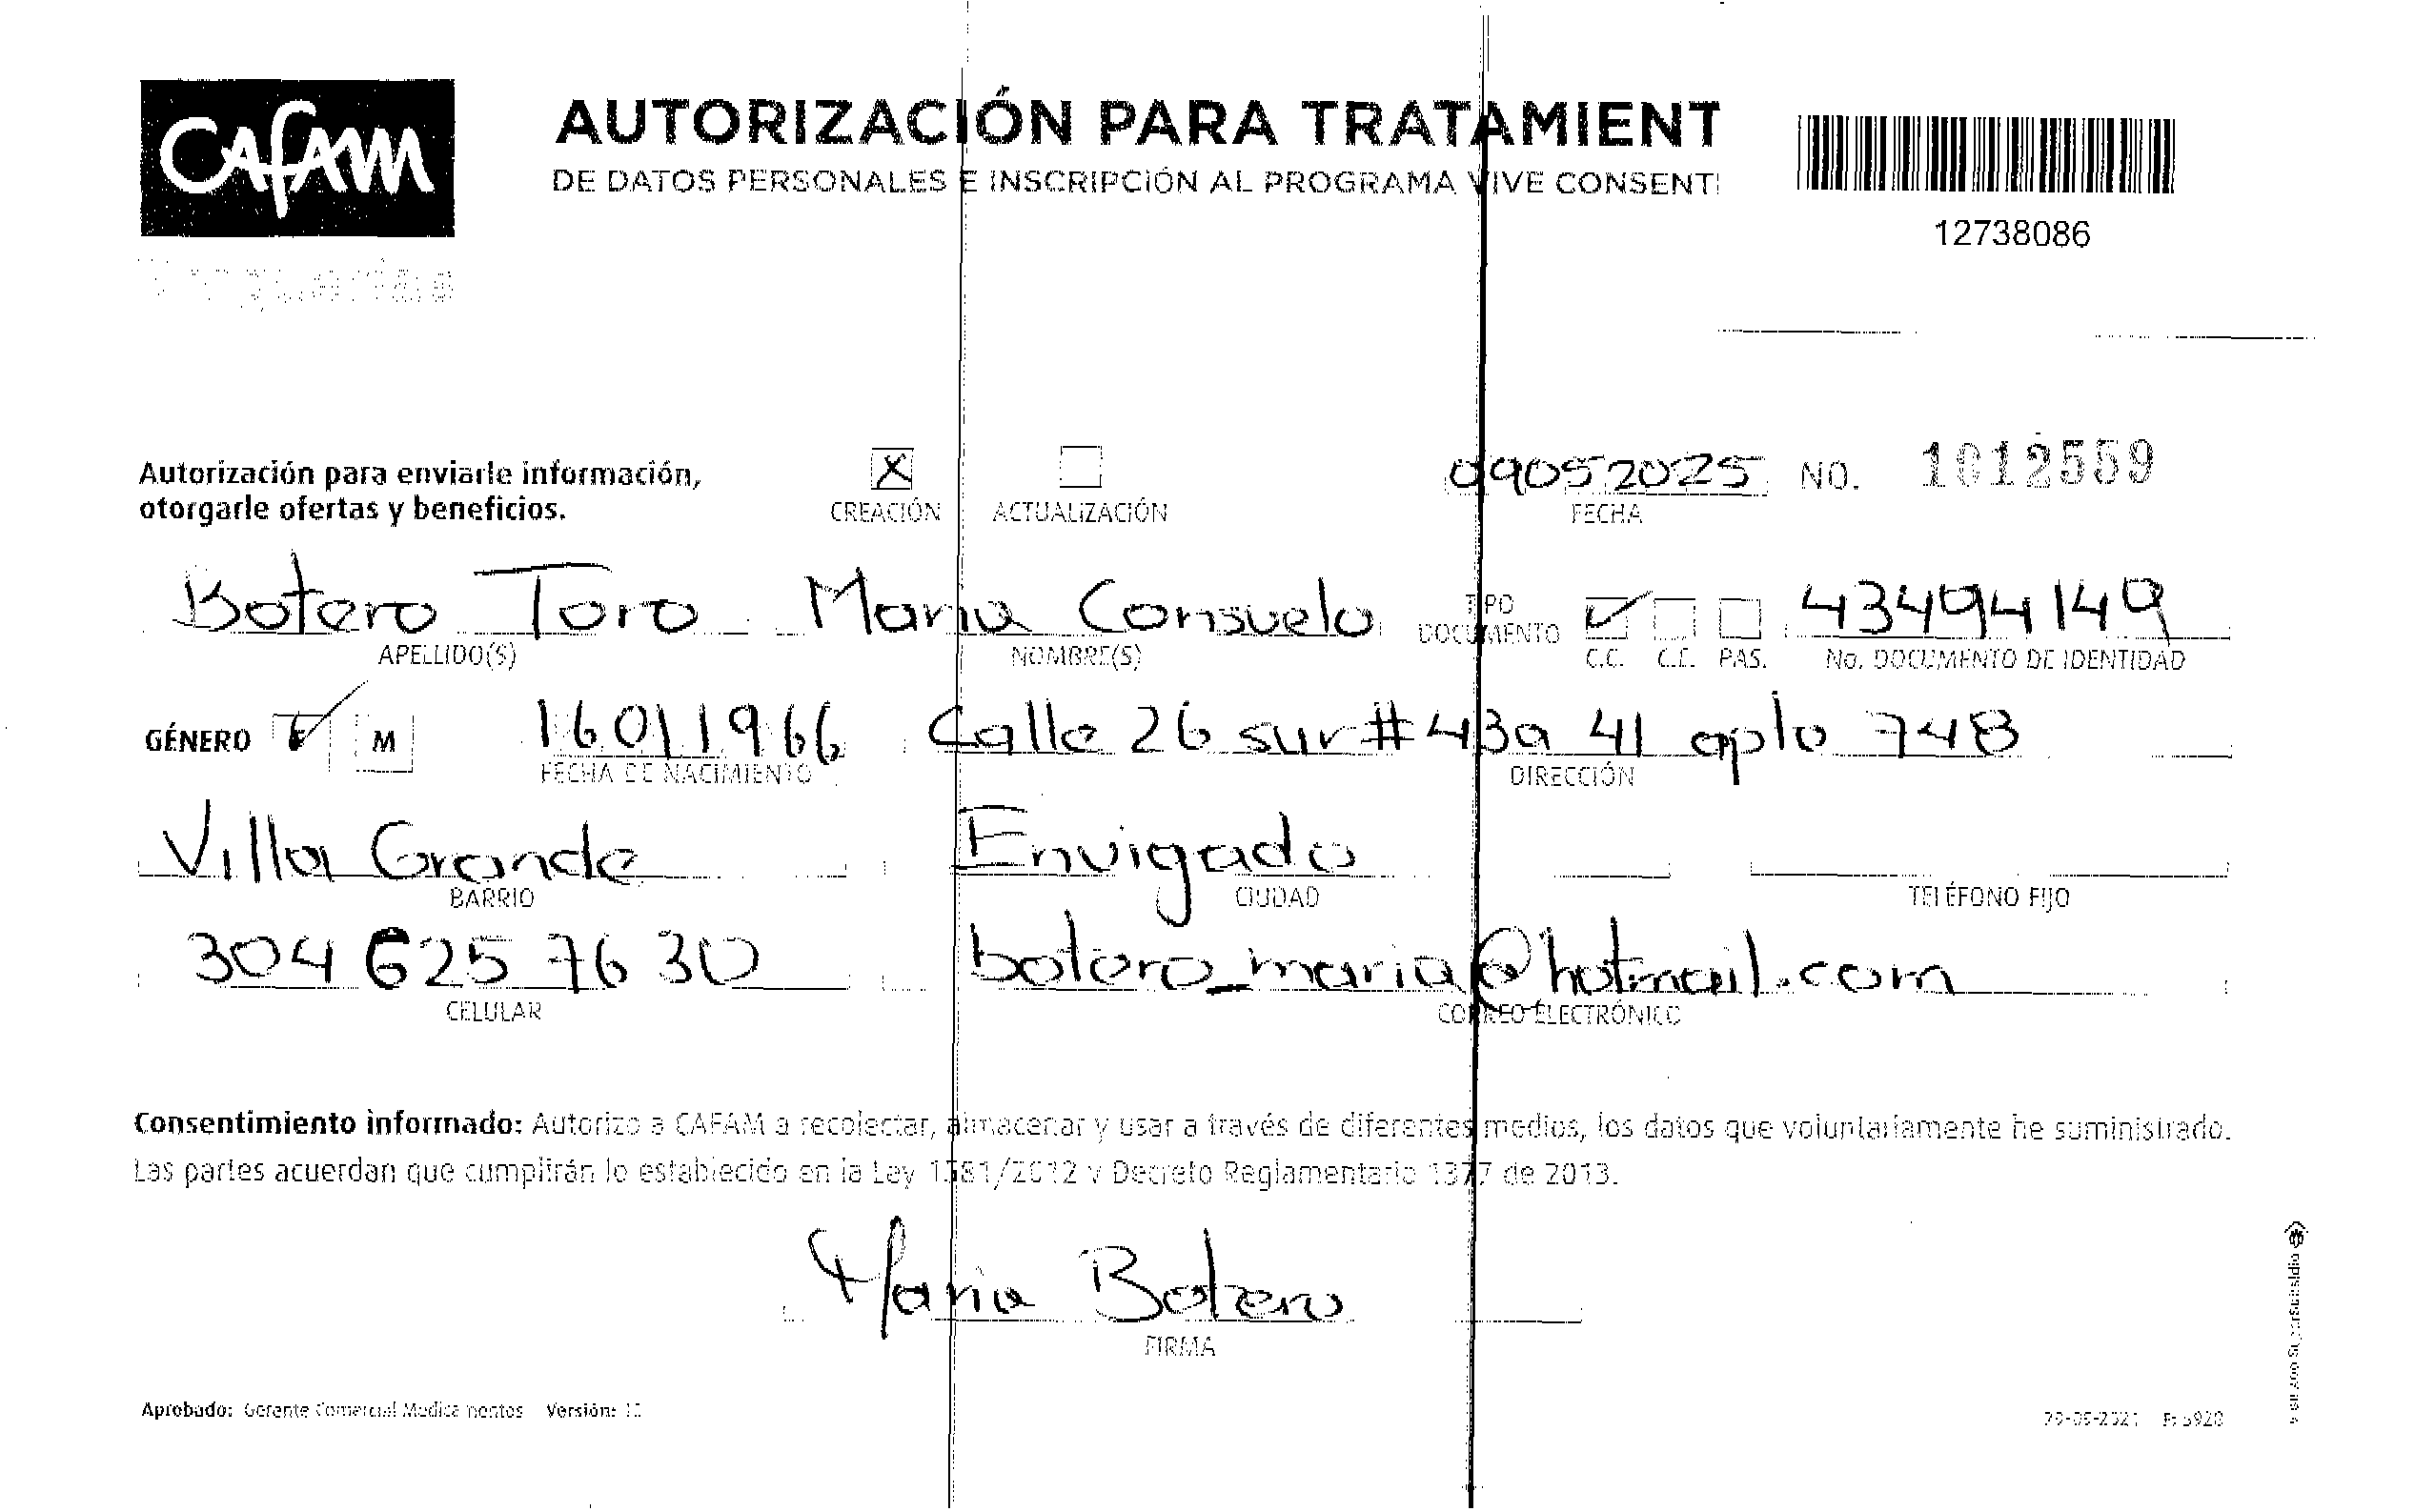 CAFAM
AUTORIZACIÓN PARA TRATAMIENT
DE DATOS PERSONALES E INSCRIPCIÓN AL PROGRAMA VIVE CONSENTI
12738086
Autorización para enviarle información,
otorgarle ofertas y beneficios.
X
CREACIÓN ACTUALIZACIÓN
09052025 NO. 1012559
FECHA
Botero Toro Maria Consuelo TIPO DOCUMENTO 43494149
APELLIDO(S) NOMBRE(S) C.C. C.E. PAS. No. DOCUMENTO DE IDENTIDAD
GÉNERO F M 16011966 Calle 26 sur # 43a 41 apto 748
FECHA DE NACIMIENTO DIRECCIÓN
Villa Grande Envigado
BARRIO CIUDAD TELÉFONO FIJO
304 625 76 30 botero_maria@hotmail.com
CELULAR CORREO ELECTRÓNICO
Consentimiento informado: Autorizo a CAFAM a recolectar, almacenar y usar a través de diferentes medios, los datos que voluntariamente he suministrado.
Las partes acuerdan que cumplirán lo establecido en la Ley 1581/2012 y Decreto Reglamentario 1377 de 2013.
Maria Botero
FIRMA
Aprobado: Gerente Comercial Medicamentos Versión: